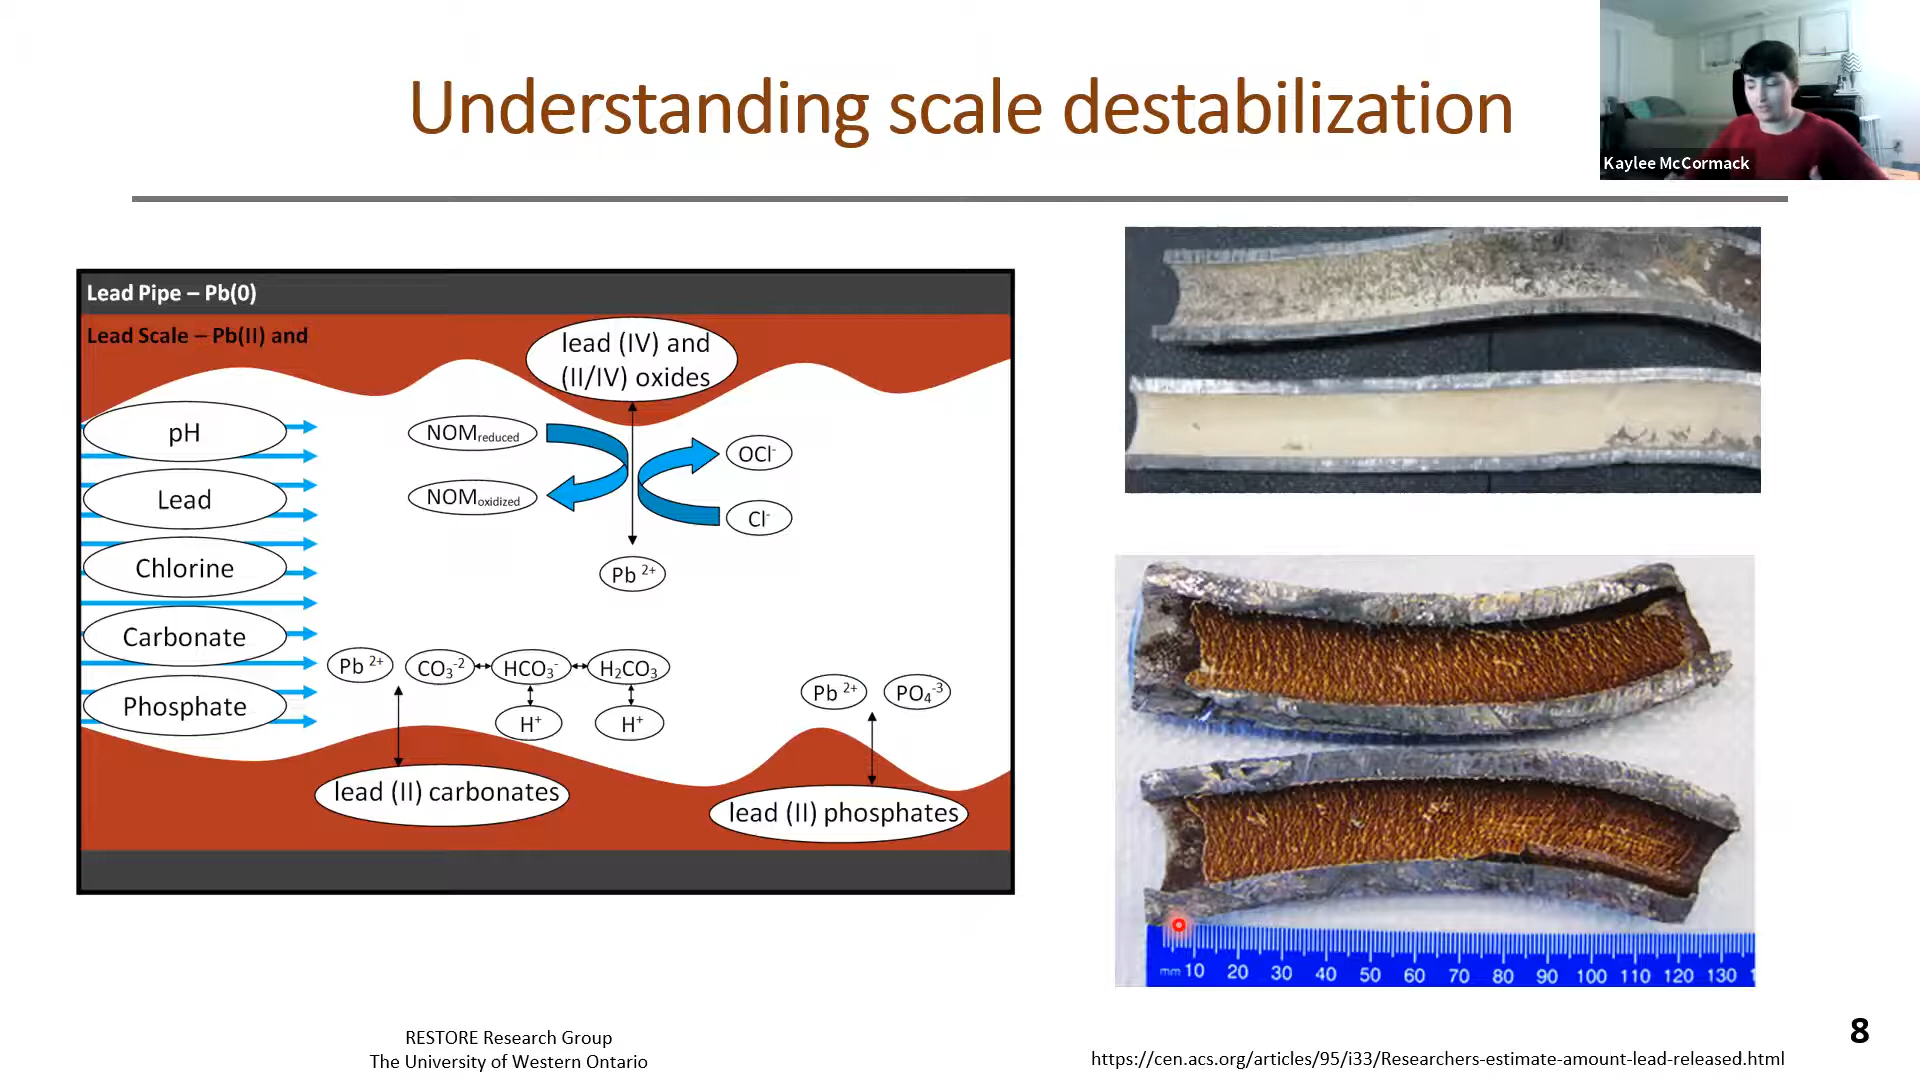 Understanding scale destabilization
Kaylee McCormack
Lead Pipe – Pb(0)
Lead Scale – Pb(II) and
lead (IV) and
(II/IV) oxides
pH
Lead
Chlorine
Carbonate
Phosphate
NOMreduced
NOMoxidized
OCl-
Cl-
Pb 2+
Pb 2+
CO3-2
HCO3-
H2CO3
H+
H+
Pb 2+
PO4-3
lead (II) carbonates
lead (II) phosphates
mm 10 20 30 40 50 60 70 80 90 100 110 120 130
RESTORE Research Group
The University of Western Ontario
https://cen.acs.org/articles/95/i33/Researchers-estimate-amount-lead-released.html
8